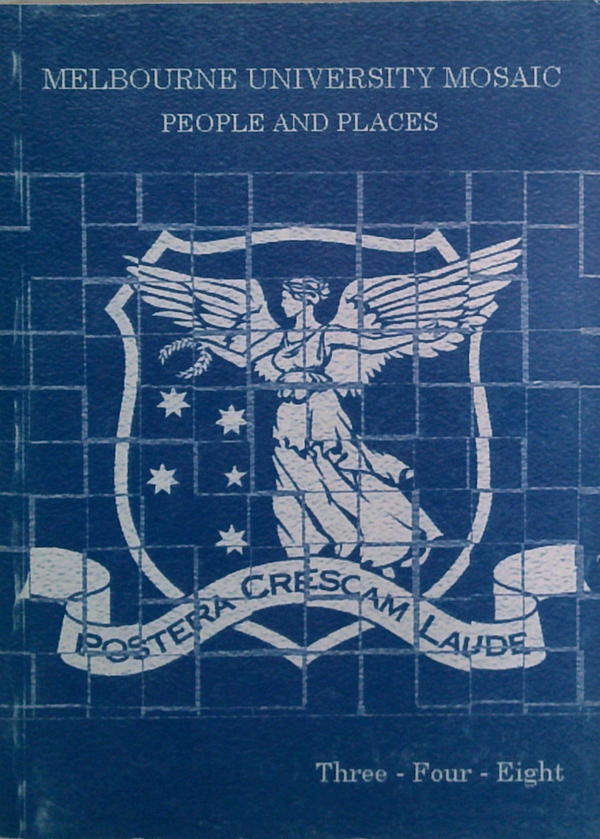 MELBOURNE UNIVERSITY MOSAIC
PEOPLE AND PLACES
POSTERA CRESCAM LAUDE
Three - Four - Eight